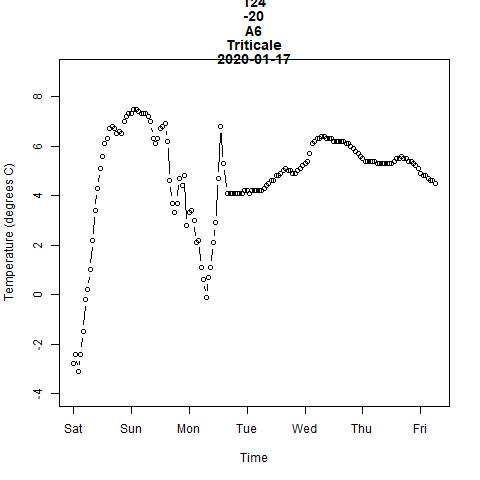 124
-20
A6
Triticale
2020-01-17
Temperature (degrees C)
8
6
4
2
0
-2
-4
Sat Sun Mon Tue Wed Thu Fri
Time